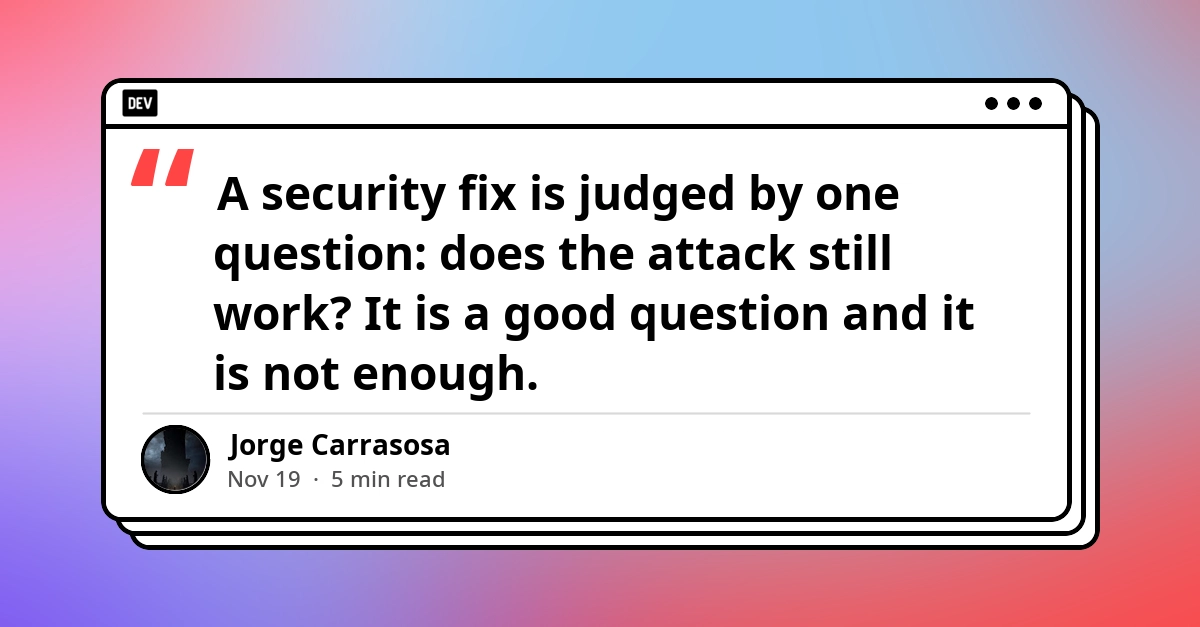 DEV
“ A security fix is judged by one
question: does the attack still
work? It is a good question and it
is not enough.
Jorge Carrasosa
Nov 19 · 5 min read